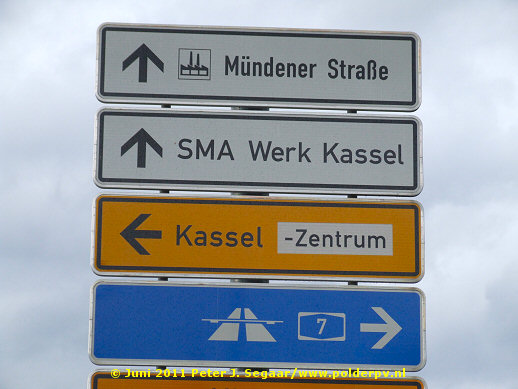 Mündener Straße
SMA Werk Kassel
Kassel -Zentrum
7
© Juni 2011 Peter J. Segaar/www.polderpv.nl